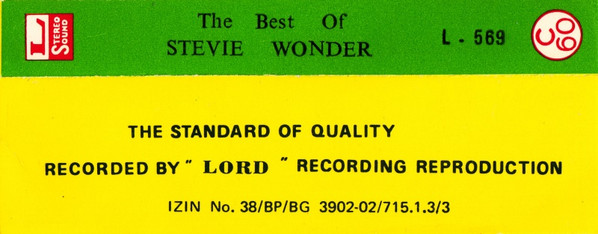 L
STEREO
SOUND
The Best Of
STEVIE WONDER
L - 569
C
60
THE STANDARD OF QUALITY
RECORDED BY " LORD " RECORDING REPRODUCTION
IZIN No. 38/BP/BG 3902-02/715.1.3/3